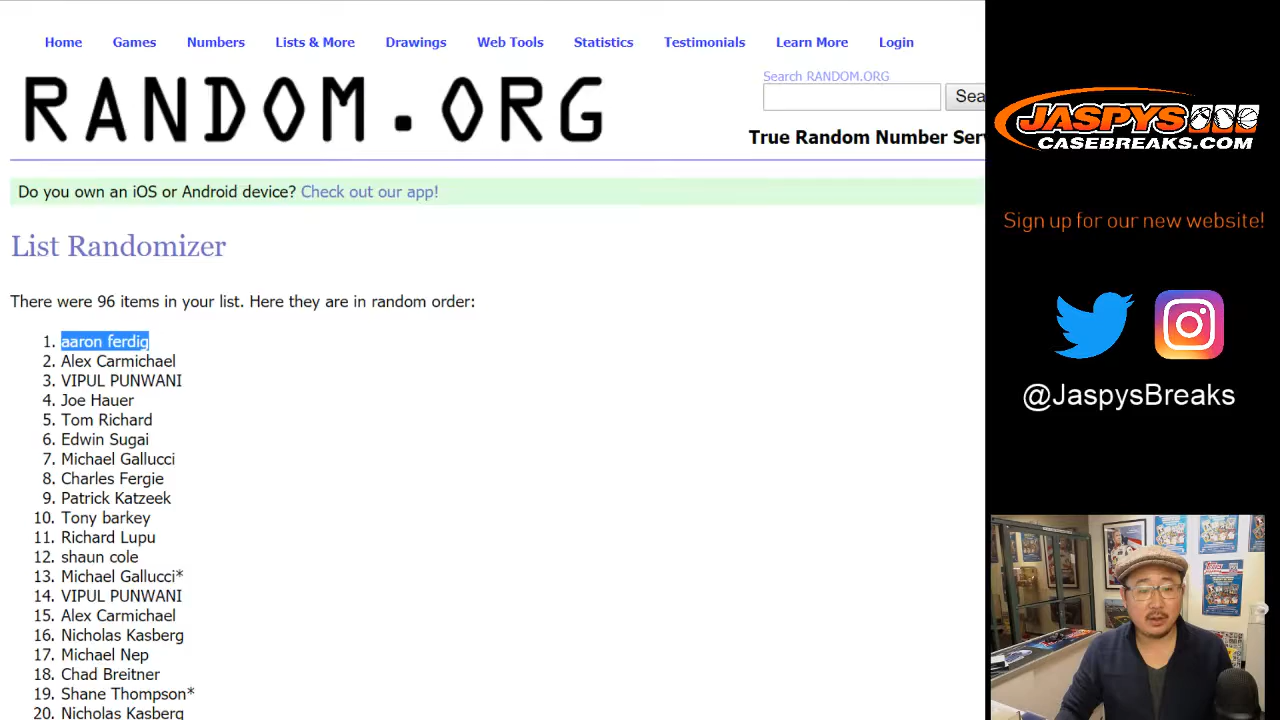 Home Games Numbers Lists & More Drawings Web Tools Statistics Testimonials Learn More Login
RANDOM.ORG
Search RANDOM.ORG
Sea
True Random Number Serv
Do you own an iOS or Android device? Check out our app!
List Randomizer
There were 96 items in your list. Here they are in random order:
1. aaron ferdig
2. Alex Carmichael
3. VIPUL PUNWANI
4. Joe Hauer
5. Tom Richard
6. Edwin Sugai
7. Michael Gallucci
8. Charles Fergie
9. Patrick Katzeek
10. Tony barkey
11. Richard Lupu
12. shaun cole
13. Michael Gallucci*
14. VIPUL PUNWANI
15. Alex Carmichael
16. Nicholas Kasberg
17. Michael Nep
18. Chad Breitner
19. Shane Thompson*
20. Nicholas Kasberg
JASPYS
CASEBREAKS.COM
Sign up for our new website!
@JaspysBreaks